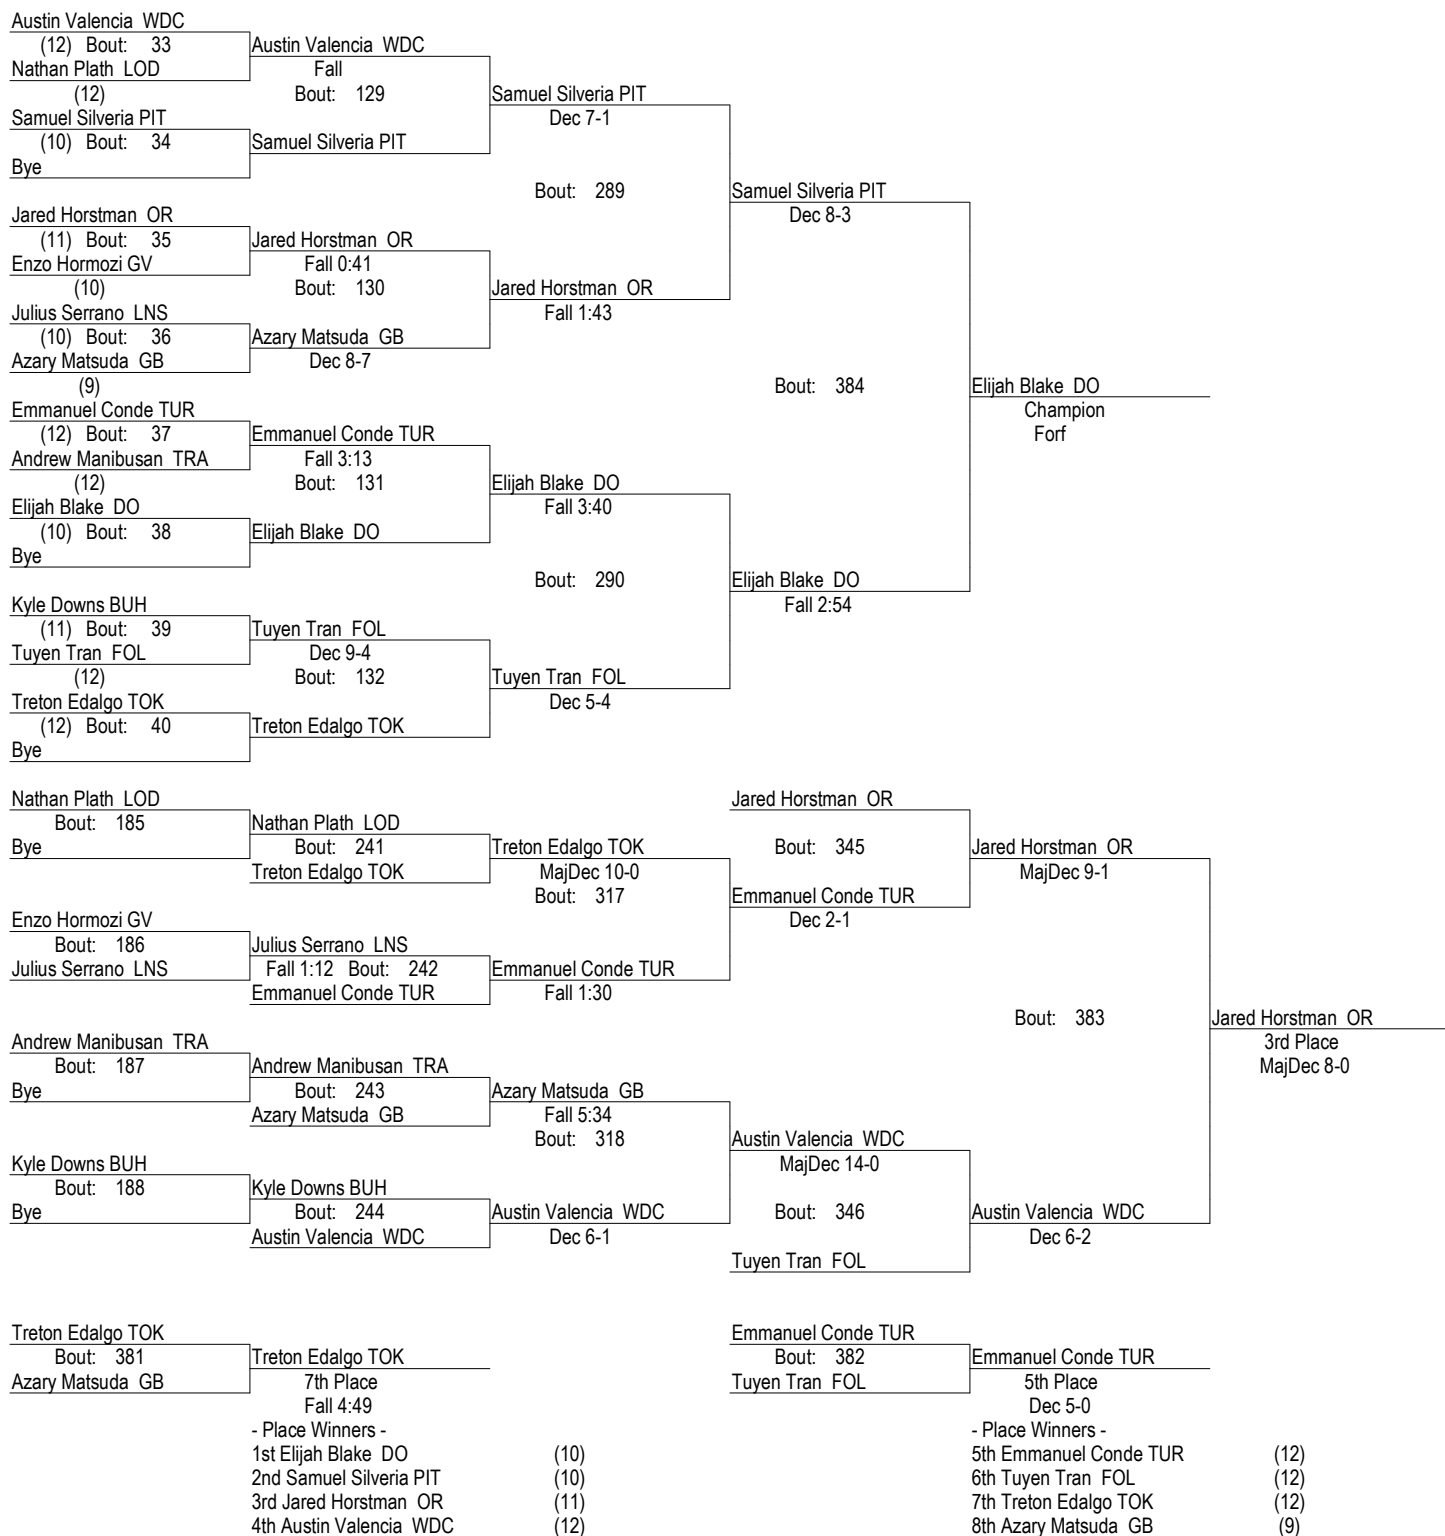 Austin Valencia WDC
(12) Bout: 33 Austin Valencia WDC
Nathan Plath LOD Fall
(12) Bout: 129 Samuel Silveria PIT
Samuel Silveria PIT Dec 7-1
(10) Bout: 34 Samuel Silveria PIT
Bye
Bout: 289 Samuel Silveria PIT
Jared Horstman OR Dec 8-3
(11) Bout: 35 Jared Horstman OR
Enzo Hormozi GV Fall 0:41
(10) Bout: 130 Jared Horstman OR
Julius Serrano LNS Fall 1:43
(10) Bout: 36 Azary Matsuda GB
Azary Matsuda GB Dec 8-7
(9) Bout: 384 Elijah Blake DO
Emmanuel Conde TUR Champion
(12) Bout: 37 Emmanuel Conde TUR Forf
Andrew Manibusan TRA Fall 3:13
(12) Bout: 131 Elijah Blake DO
Elijah Blake DO Fall 3:40
(10) Bout: 38 Elijah Blake DO
Bye
Bout: 290 Elijah Blake DO
Kyle Downs BUH Fall 2:54
(11) Bout: 39 Tuyen Tran FOL
Tuyen Tran FOL Dec 9-4
(12) Bout: 132 Tuyen Tran FOL
Treton Edalgo TOK Dec 5-4
(12) Bout: 40 Treton Edalgo TOK
Bye
Nathan Plath LOD Jared Horstman OR
Bout: 185 Nathan Plath LOD
Bye Bout: 241 Treton Edalgo TOK Bout: 345 Jared Horstman OR
Treton Edalgo TOK MajDec 10-0 MajDec 9-1
Bout: 317 Emmanuel Conde TUR
Enzo Hormozi GV Dec 2-1
Bout: 186 Julius Serrano LNS
Julius Serrano LNS Fall 1:12 Bout: 242 Emmanuel Conde TUR
Emmanuel Conde TUR Fall 1:30
Bout: 383 Jared Horstman OR
Andrew Manibusan TRA 3rd Place
Bout: 187 Andrew Manibusan TRA MajDec 8-0
Bye Bout: 243 Azary Matsuda GB
Azary Matsuda GB Fall 5:34
Bout: 318 Austin Valencia WDC
Kyle Downs BUH MajDec 14-0
Bout: 188 Kyle Downs BUH
Bye Bout: 244 Austin Valencia WDC Bout: 346 Austin Valencia WDC
Austin Valencia WDC Dec 6-1 Dec 6-2
Tuyen Tran FOL
Treton Edalgo TOK Emmanuel Conde TUR
Bout: 381 Treton Edalgo TOK Bout: 382 Emmanuel Conde TUR
Azary Matsuda GB 7th Place Tuyen Tran FOL 5th Place
Fall 4:49 Dec 5-0
- Place Winners - - Place Winners -
1st Elijah Blake DO (10) 5th Emmanuel Conde TUR (12)
2nd Samuel Silveria PIT (10) 6th Tuyen Tran FOL (12)
3rd Jared Horstman OR (11) 7th Treton Edalgo TOK (12)
4th Austin Valencia WDC (12) 8th Azary Matsuda GB (9)